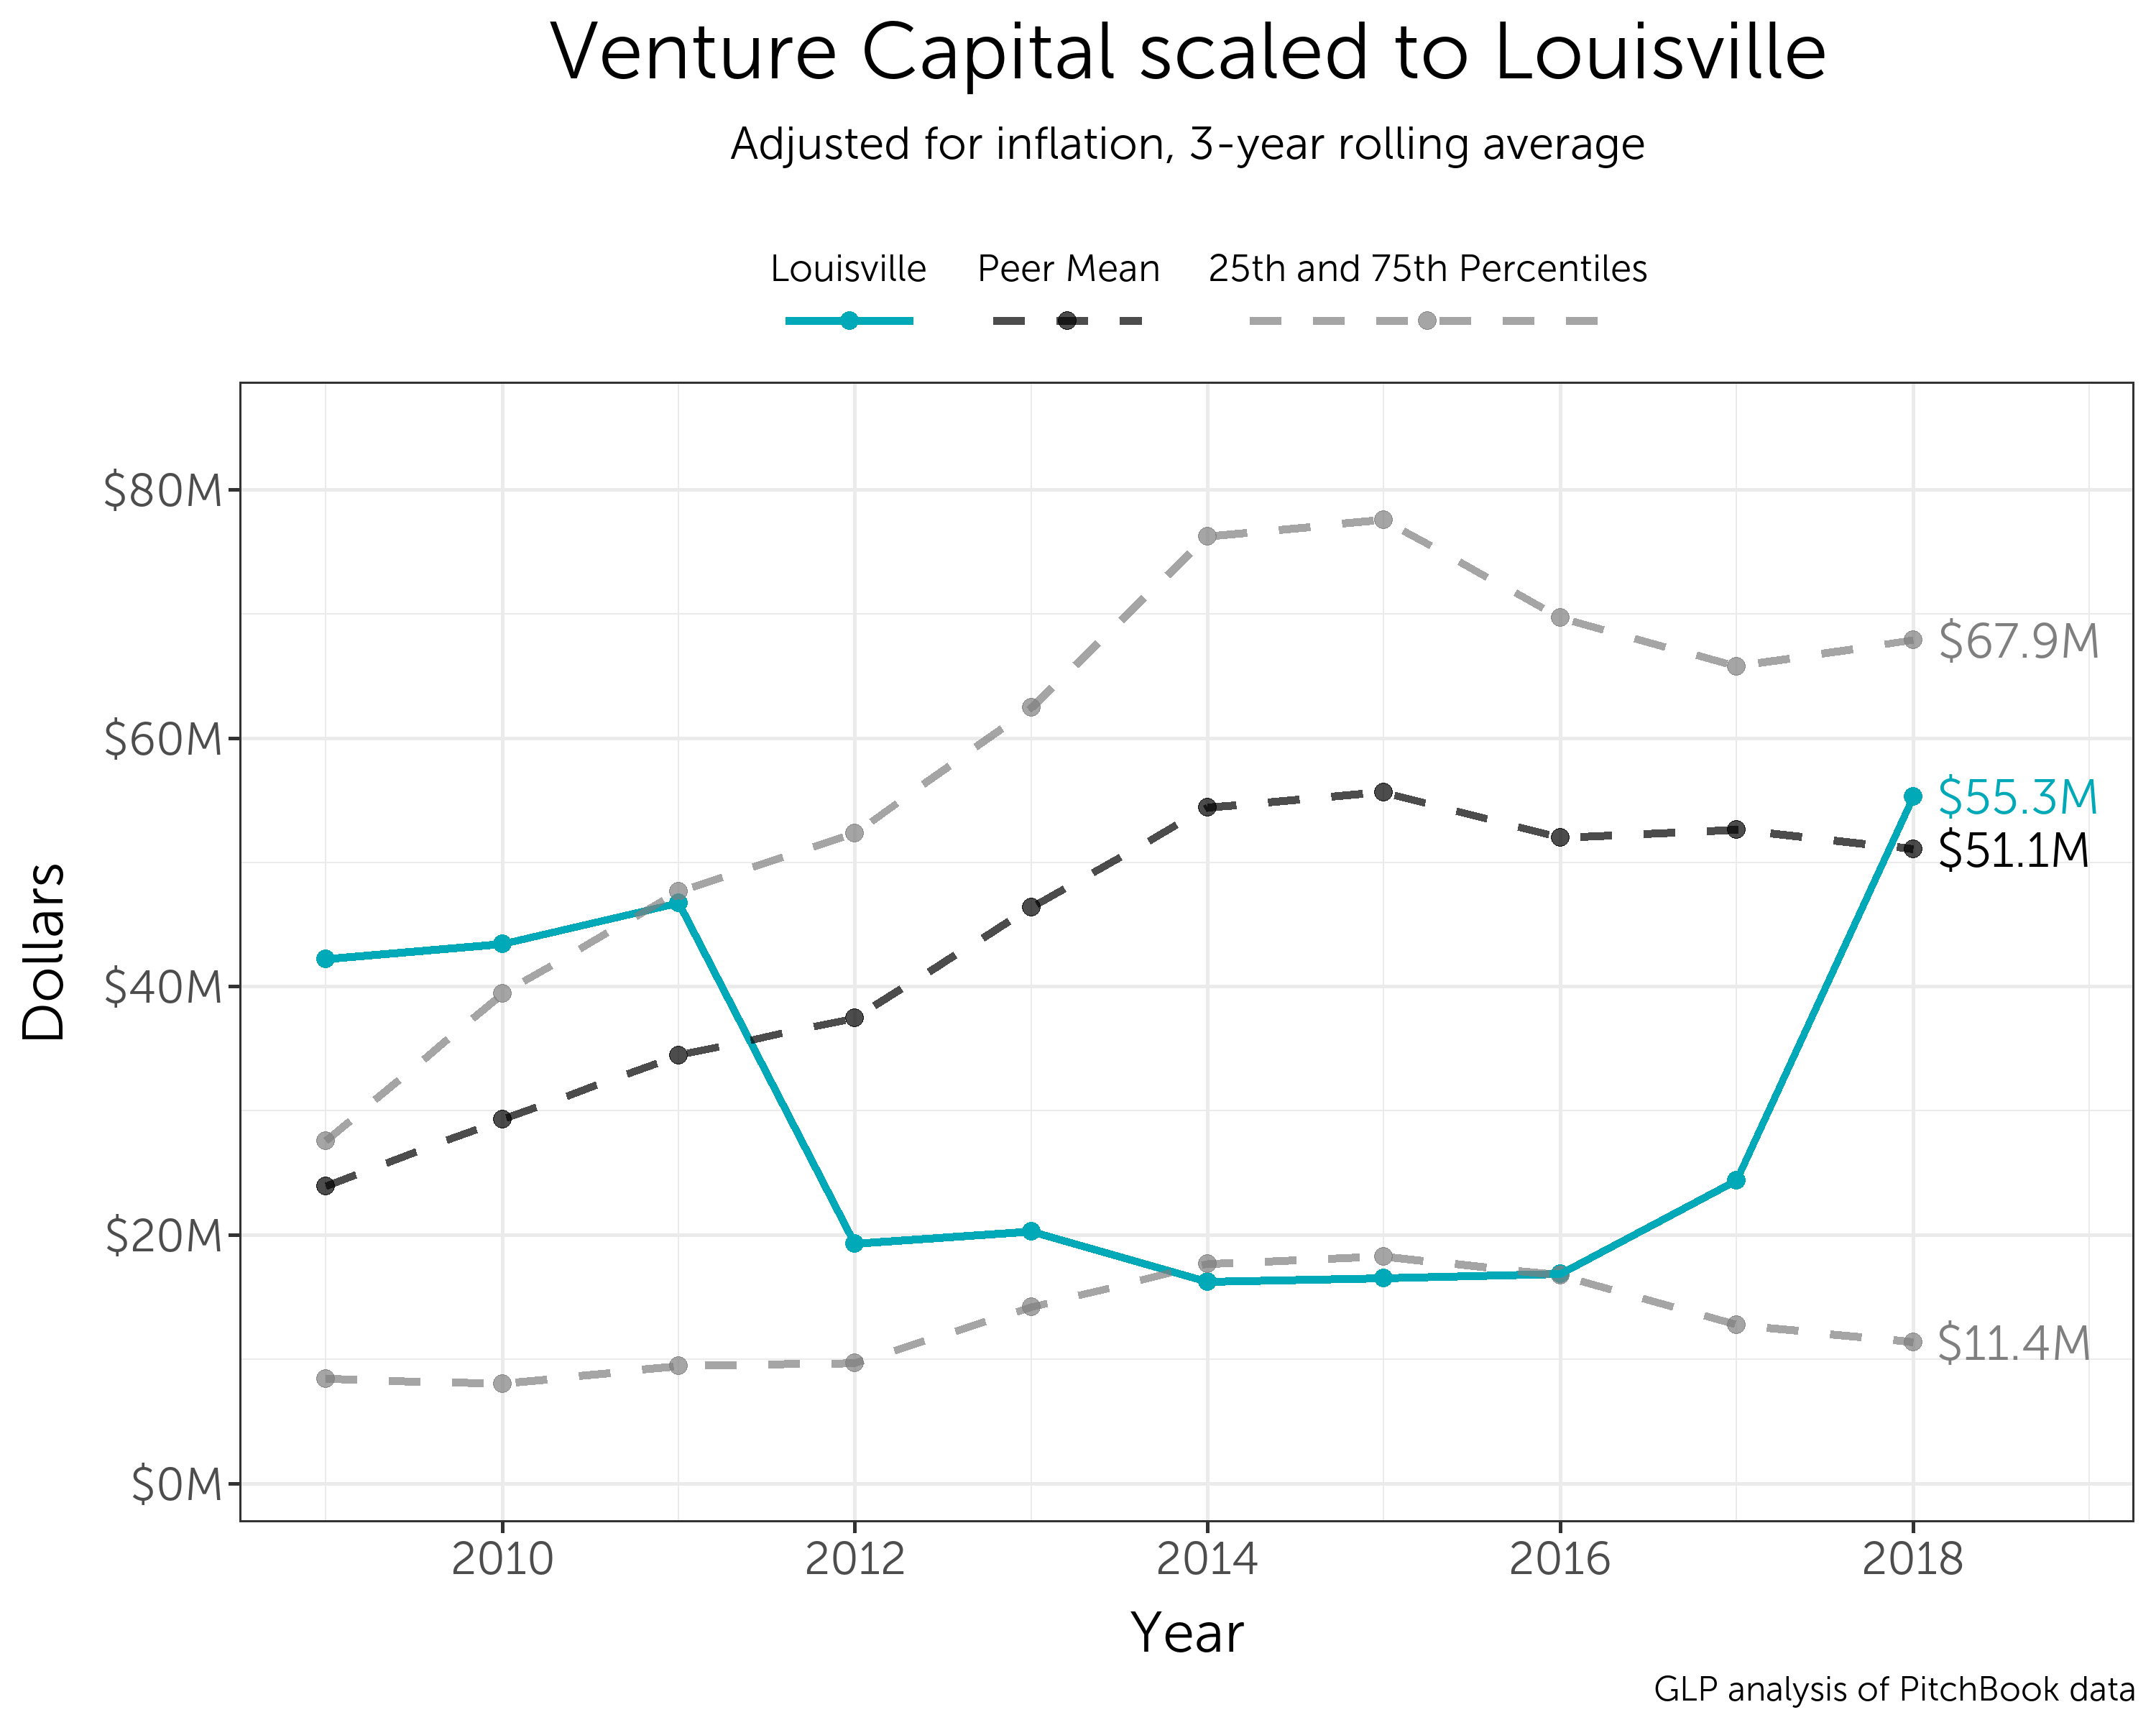 Venture Capital scaled to Louisville
Adjusted for inflation, 3-year rolling average
Louisville Peer Mean 25th and 75th Percentiles
$80M
$67.9M
$60M
$55.3M
$51.1M
Dollars
$40M
$20M
$11.4M
$0M
2010 2012 2014 2016 2018
Year
GLP analysis of PitchBook data